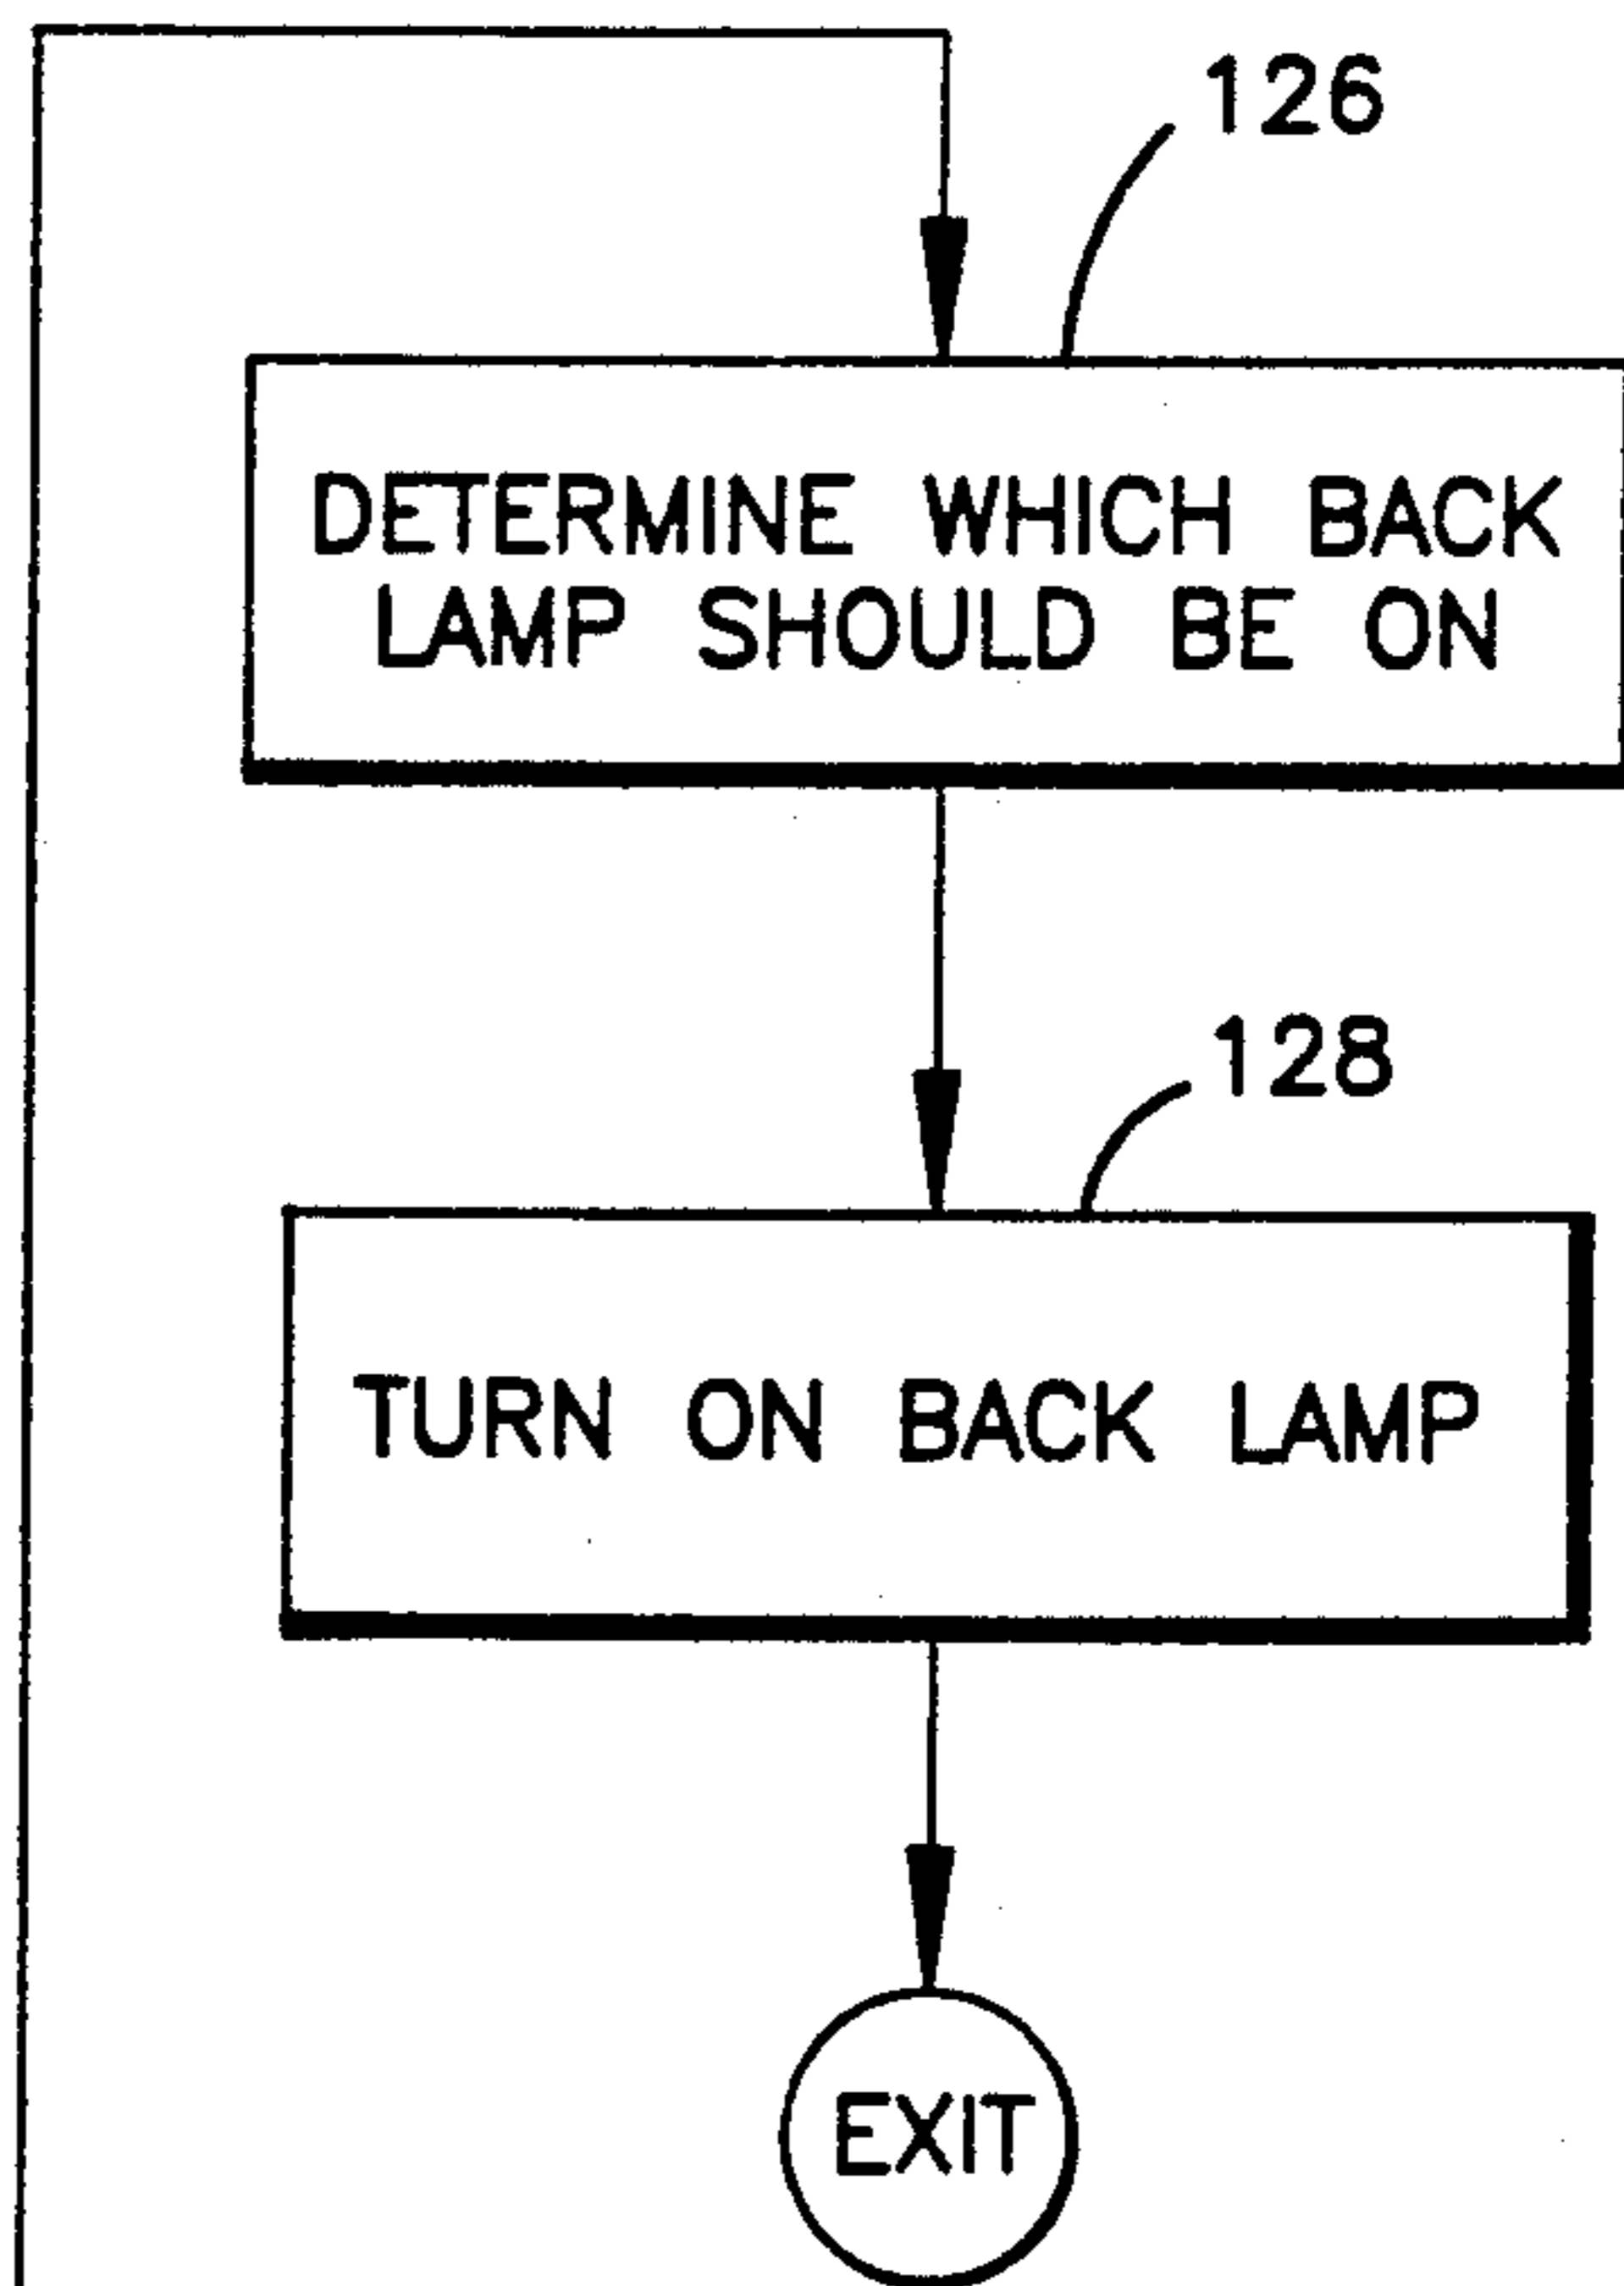 126
DETERMINE WHICH BACK
LAMP SHOULD BE ON
128
TURN ON BACK LAMP
EXIT